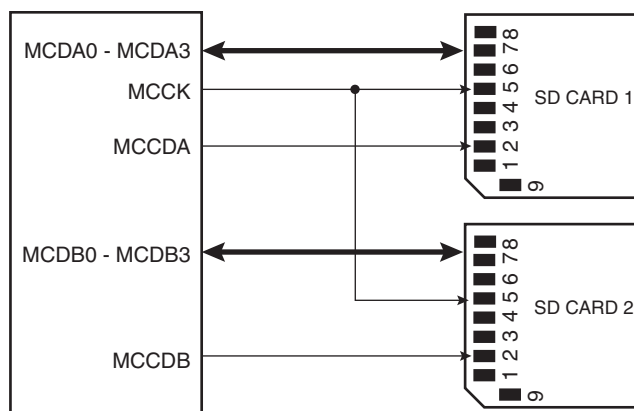 MCDA0 - MCDA3
MCCK
MCCDA
MCDB0 - MCDB3
MCCDB
1 2 3 4 5 6 78
9
SD CARD 1
1 2 3 4 5 6 78
9
SD CARD 2